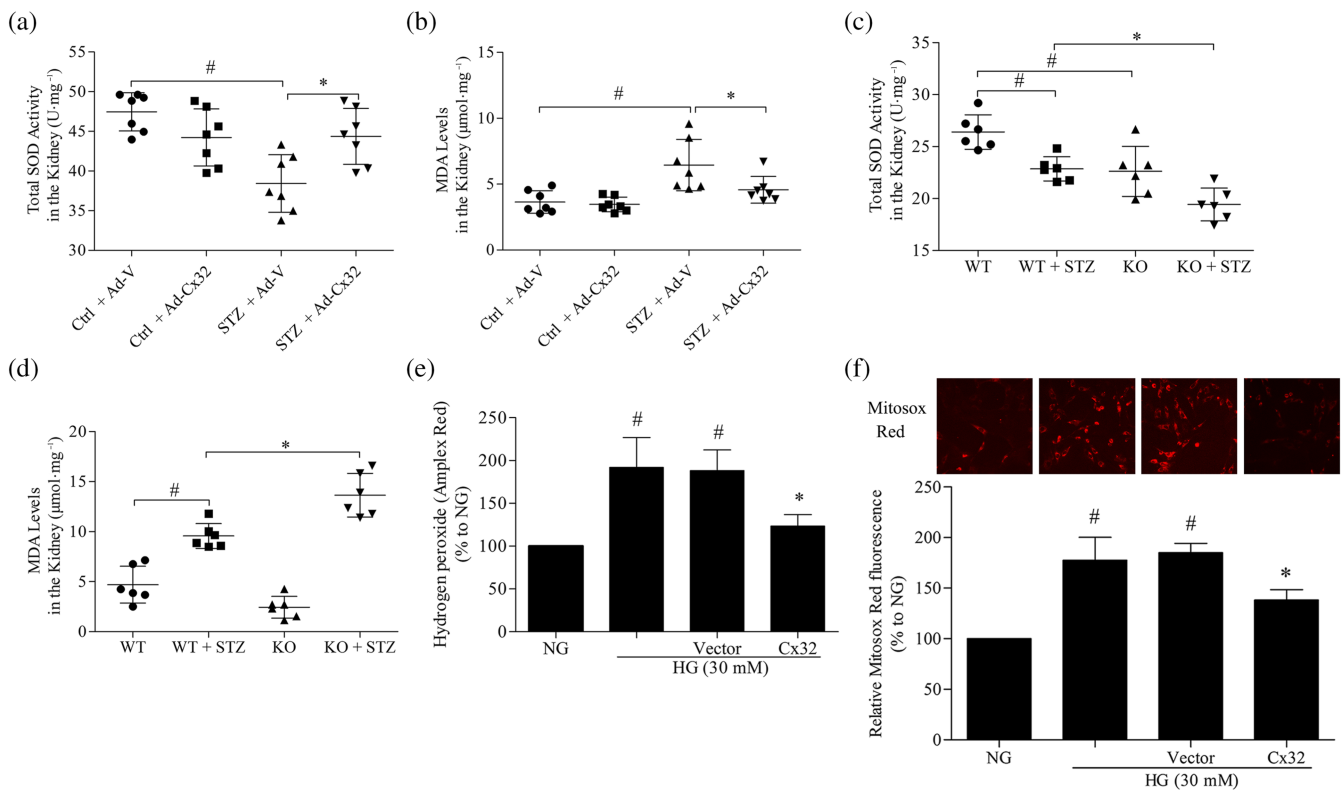 (a)
Total SOD Activity
in the Kidney (U·mg⁻¹)
55
50
45
40
35
30
#
*
Ctrl + Ad-V
Ctrl + Ad-Cx32
STZ + Ad-V
STZ + Ad-Cx32
(b)
MDA Levels
in the Kidney (μmol·mg⁻¹)
15
10
5
0
#
*
Ctrl + Ad-V
Ctrl + Ad-Cx32
STZ + Ad-V
STZ + Ad-Cx32
(c)
Total SOD Activity
in the Kidney (U·mg⁻¹)
35
30
25
20
15
*
#
#
WT
WT + STZ
KO
KO + STZ
(d)
MDA Levels
in the Kidney (μmol·mg⁻¹)
20
15
10
5
0
#
*
WT
WT + STZ
KO
KO + STZ
(e)
Hydrogen peroxide (Amplex Red)
(% to NG)
250
200
150
100
50
0
#
#
*
NG
Vector
Cx32
HG (30 mM)
(f)
Mitosox
Red
Relative Mitosox Red fluorescence
(% to NG)
250
200
150
100
50
0
#
#
*
NG
Vector
Cx32
HG (30 mM)